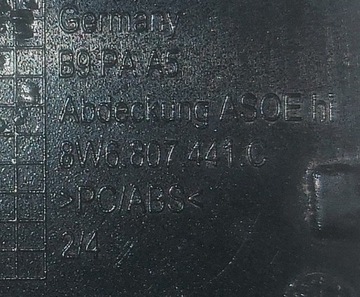 Germany
B9 PA A5
Abdeckung ASOE hi
8W6.807.441.C
>PC/ABS<
2/4